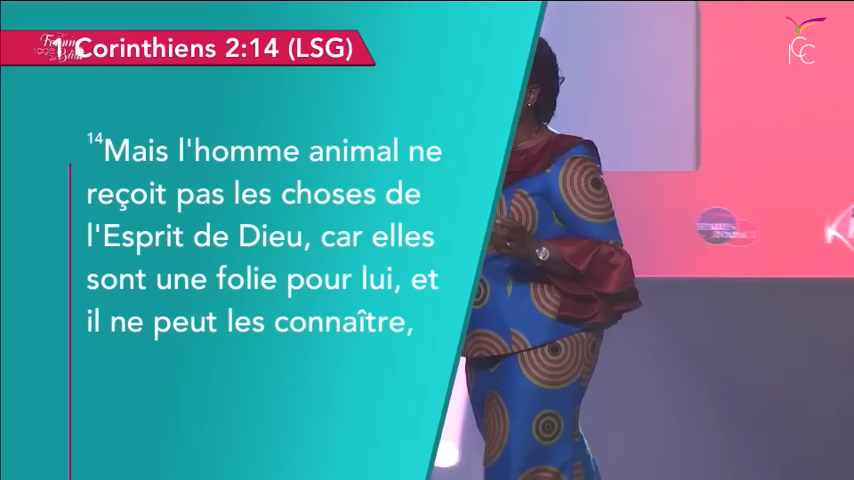 1 Corinthiens 2:14 (LSG)
14Mais l'homme animal ne
reçoit pas les choses de
l'Esprit de Dieu, car elles
sont une folie pour lui, et
il ne peut les connaître,
ICC